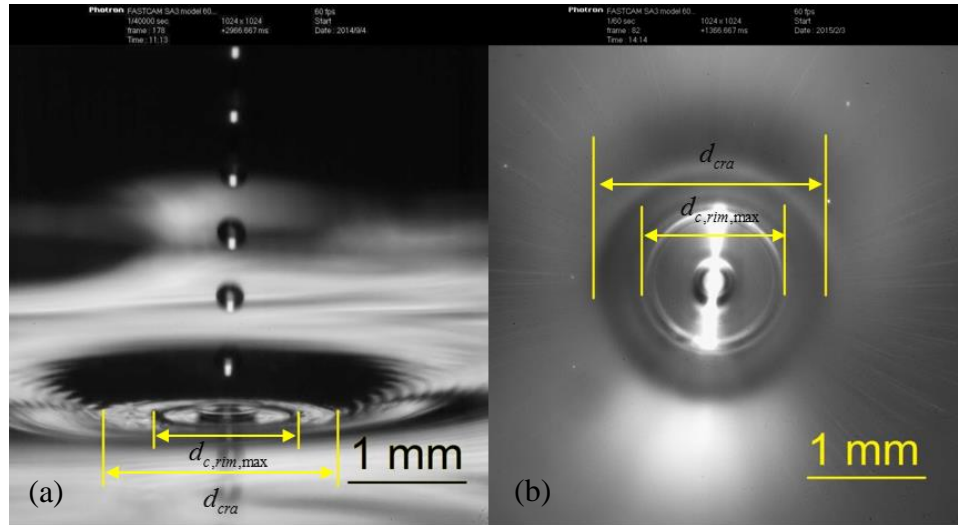 Photron FASTCAM SA3 model 60... 60 fps
1/40000 sec 1024 x 1024 Start
frame : 178 +2966.667 ms Date : 2014/9/4
Time : 11:13
d_c,rim,max
d_cra
1 mm
(a)
Photron FASTCAM SA3 model 60... 60 fps
1/60 sec 1024 x 1024 Start
frame : 82 +1366.667 ms Date : 2015/2/3
Time : 14:14
d_cra
d_c,rim,max
1 mm
(b)